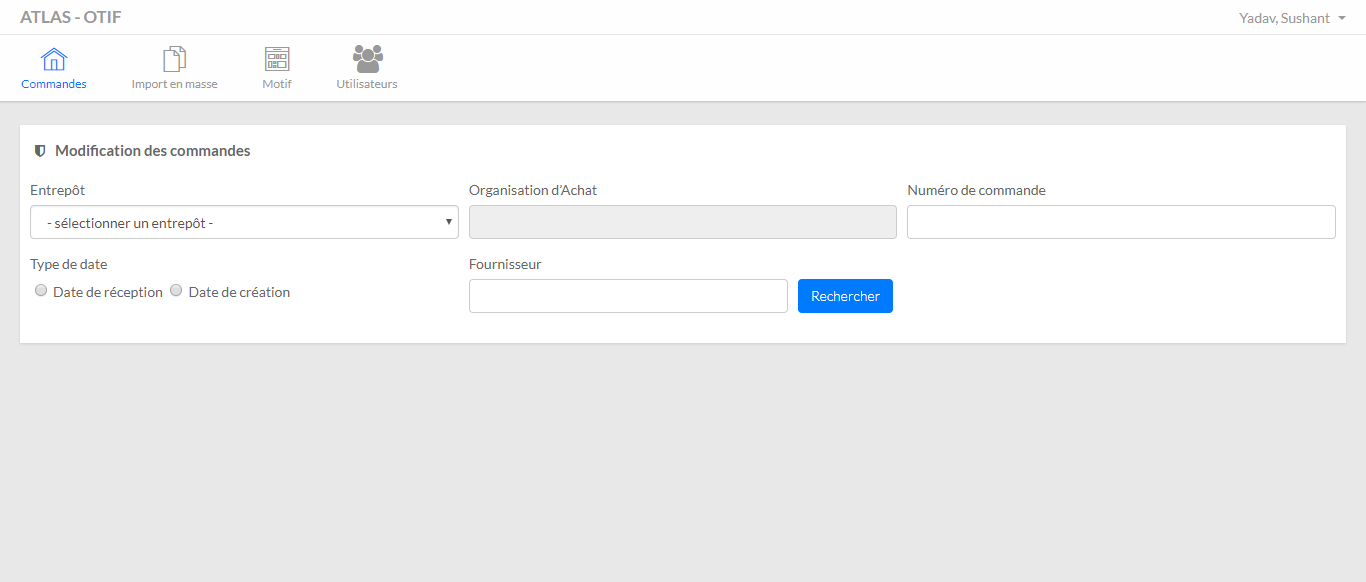 ATLAS - OTIF
Yadav, Sushant
Commandes
Import en masse
Motif
Utilisateurs
Modification des commandes
Entrepôt
Organisation d'Achat
Numéro de commande
- sélectionner un entrepôt -
Type de date
Fournisseur
Date de réception
Date de création
Rechercher